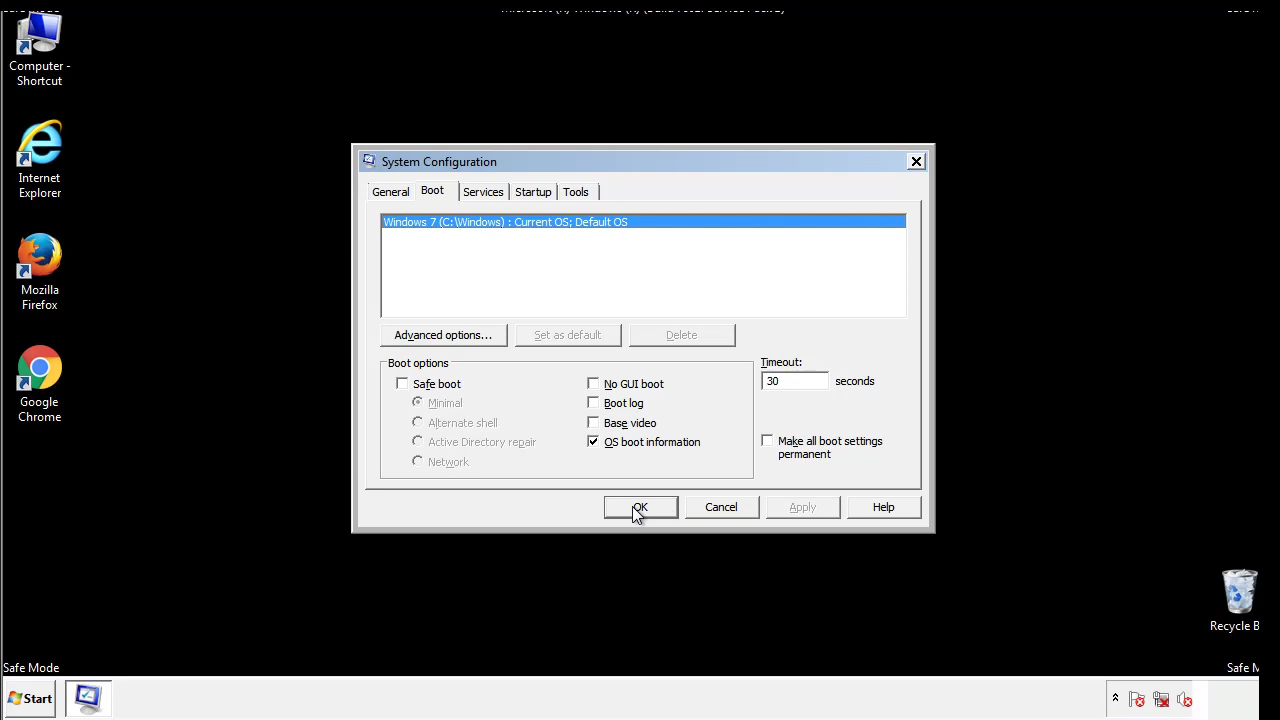 Computer -
Shortcut
Internet
Explorer
Mozilla
Firefox
Google
Chrome
System Configuration
General
Boot
Services
Startup
Tools
Windows 7 (C:\Windows) : Current OS; Default OS
Advanced options...
Set as default
Delete
Boot options
Safe boot
Minimal
Alternate shell
Active Directory repair
Network
No GUI boot
Boot log
Base video
OS boot information
Timeout:
30
seconds
Make all boot settings
permanent
OK
Cancel
Apply
Help
Recycle B
Safe Mode
Safe M
Start